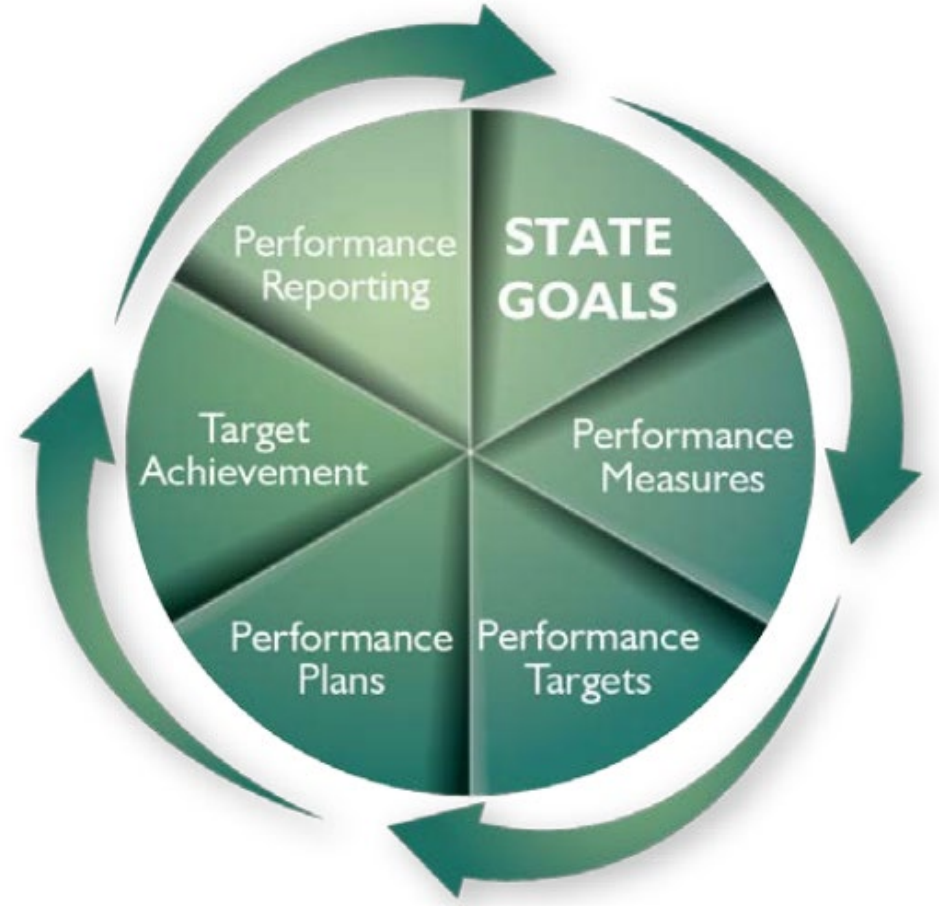 STATE
GOALS
Performance
Measures
Performance
Targets
Performance
Plans
Target
Achievement
Performance
Reporting